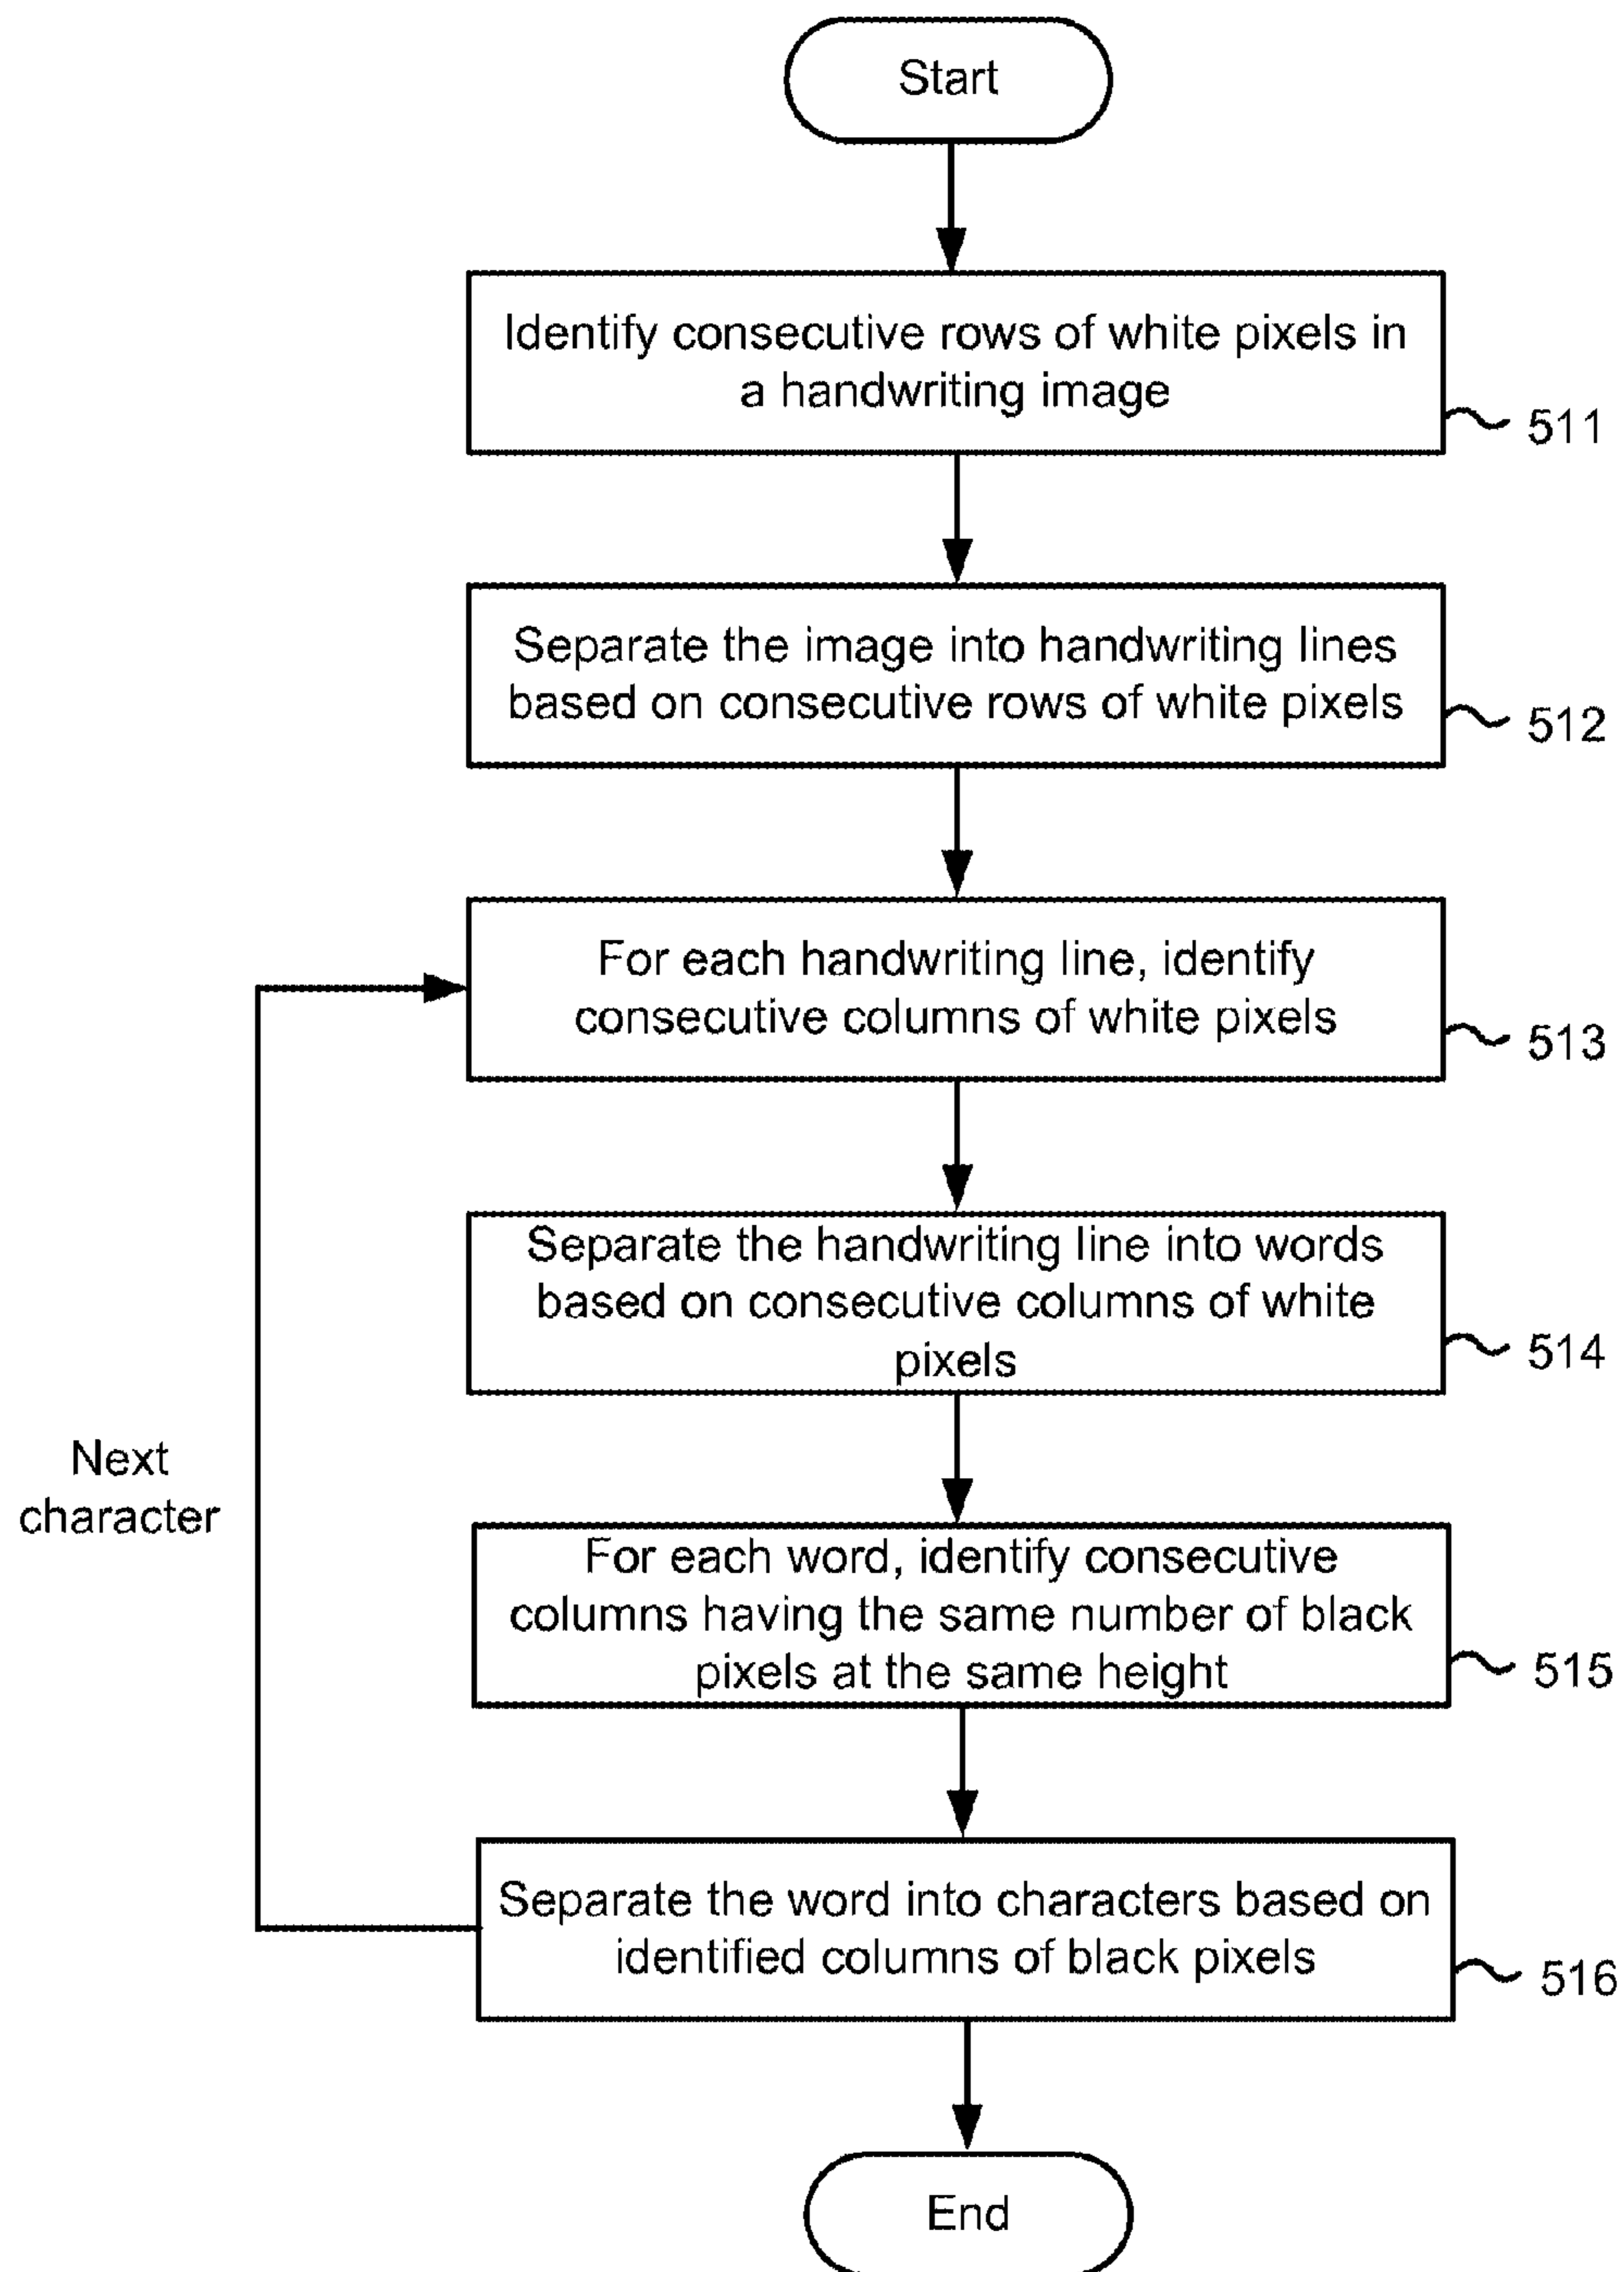 Start
Identify consecutive rows of white pixels in
a handwriting image
511
Separate the image into handwriting lines
based on consecutive rows of white pixels
512
For each handwriting line, identify
consecutive columns of white pixels
513
Separate the handwriting line into words
based on consecutive columns of white
pixels
514
Next
character
For each word, identify consecutive
columns having the same number of black
pixels at the same height
515
Separate the word into characters based on
identified columns of black pixels
516
End